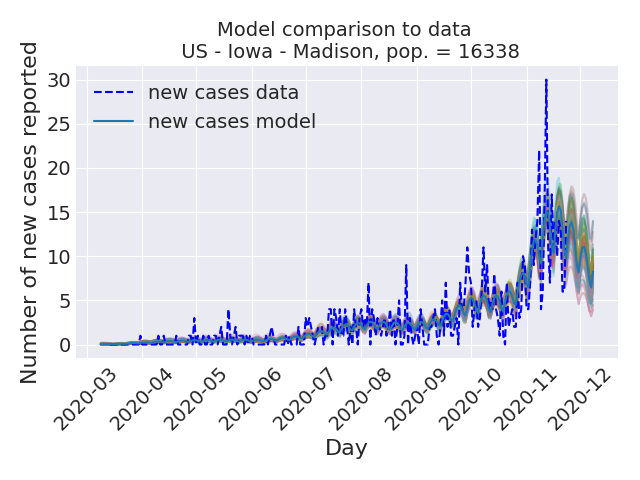 Model comparison to data
US - Iowa - Madison, pop. = 16338
Number of new cases reported
30
25
20
15
10
5
0
new cases data
new cases model
2020-03
2020-04
2020-05
2020-06
2020-07
2020-08
2020-09
2020-10
2020-11
2020-12
Day